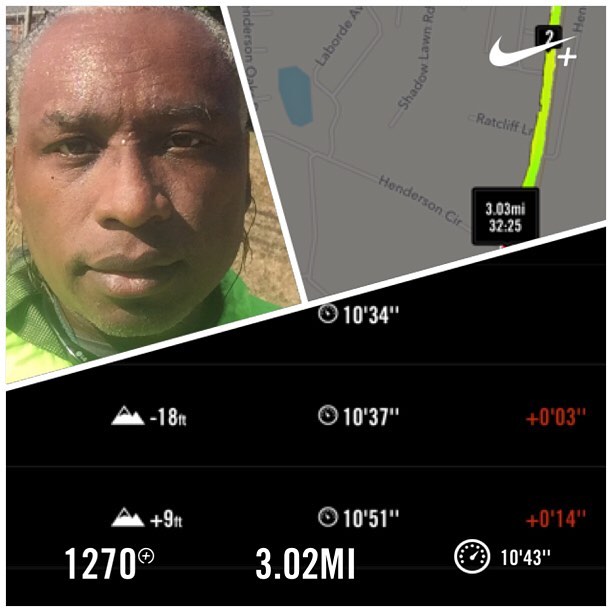 Laborde Av
Shadow Lawn Rd
2
+
Ratcliff Ln
Henderson Cir
3.03mi
32:25
10'34"
-18ft 10'37" +0'03"
+9ft 10'51" +0'14"
1270 3.02MI 10'43"